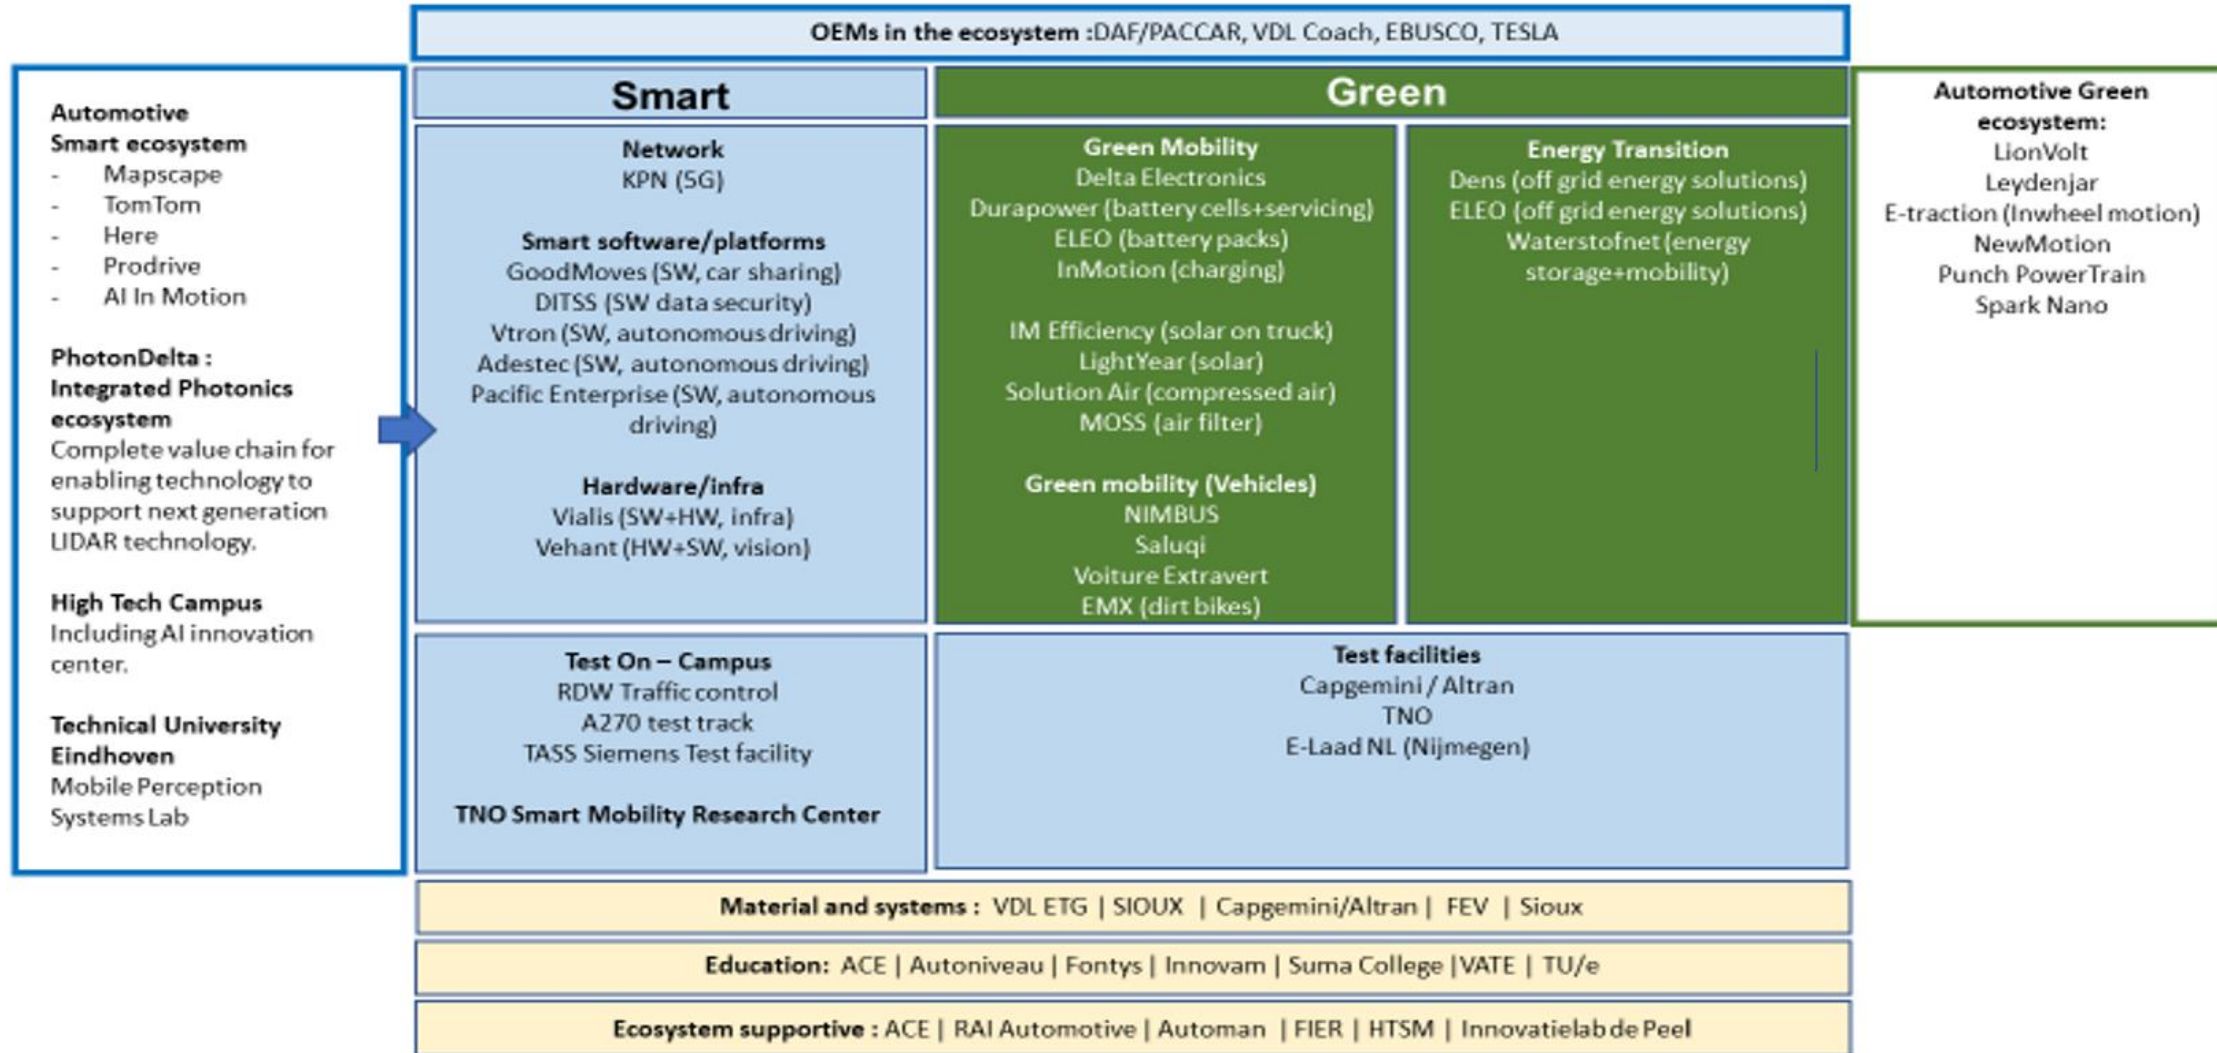 OEMs in the ecosystem :DAF/PACCAR, VDL Coach, EBUSCO, TESLA
Automotive
Smart ecosystem
- Mapscape
- TomTom
- Here
- Prodrive
- AI In Motion
PhotonDelta :
Integrated Photonics
ecosystem
Complete value chain for
enabling technology to
support next generation
LIDAR technology.
High Tech Campus
Including AI innovation
center.
Technical University
Eindhoven
Mobile Perception
Systems Lab
Smart
Network
KPN (5G)
Smart software/platforms
GoodMoves (SW, car sharing)
DITSS (SW data security)
Vtron (SW, autonomous driving)
Adestec (SW, autonomous driving)
Pacific Enterprise (SW, autonomous
driving)
Hardware/infra
Vialis (SW+HW, infra)
Vehant (HW+SW, vision)
Green
Green Mobility
Delta Electronics
Durapower (battery cells+servicing)
ELEO (battery packs)
InMotion (charging)
IM Efficiency (solar on truck)
LightYear (solar)
Solution Air (compressed air)
MOSS (air filter)
Green mobility (Vehicles)
NIMBUS
Saluqi
Voiture Extravert
EMX (dirt bikes)
Energy Transition
Dens (off grid energy solutions)
ELEO (off grid energy solutions)
Waterstofnet (energy
storage+mobility)
Automotive Green
ecosystem:
LionVolt
Leydenjar
E-traction (Inwheel motion)
NewMotion
Punch PowerTrain
Spark Nano
Test On – Campus
RDW Traffic control
A270 test track
TASS Siemens Test facility
TNO Smart Mobility Research Center
Test facilities
Capgemini / Altran
TNO
E-Laad NL (Nijmegen)
Material and systems : VDL ETG | SIOUX | Capgemini/Altran | FEV | Sioux
Education: ACE | Autoniveau | Fontys | Innovam | Suma College |VATE | TU/e
Ecosystem supportive : ACE | RAI Automotive | Automan | FIER | HTSM | Innovatielab de Peel